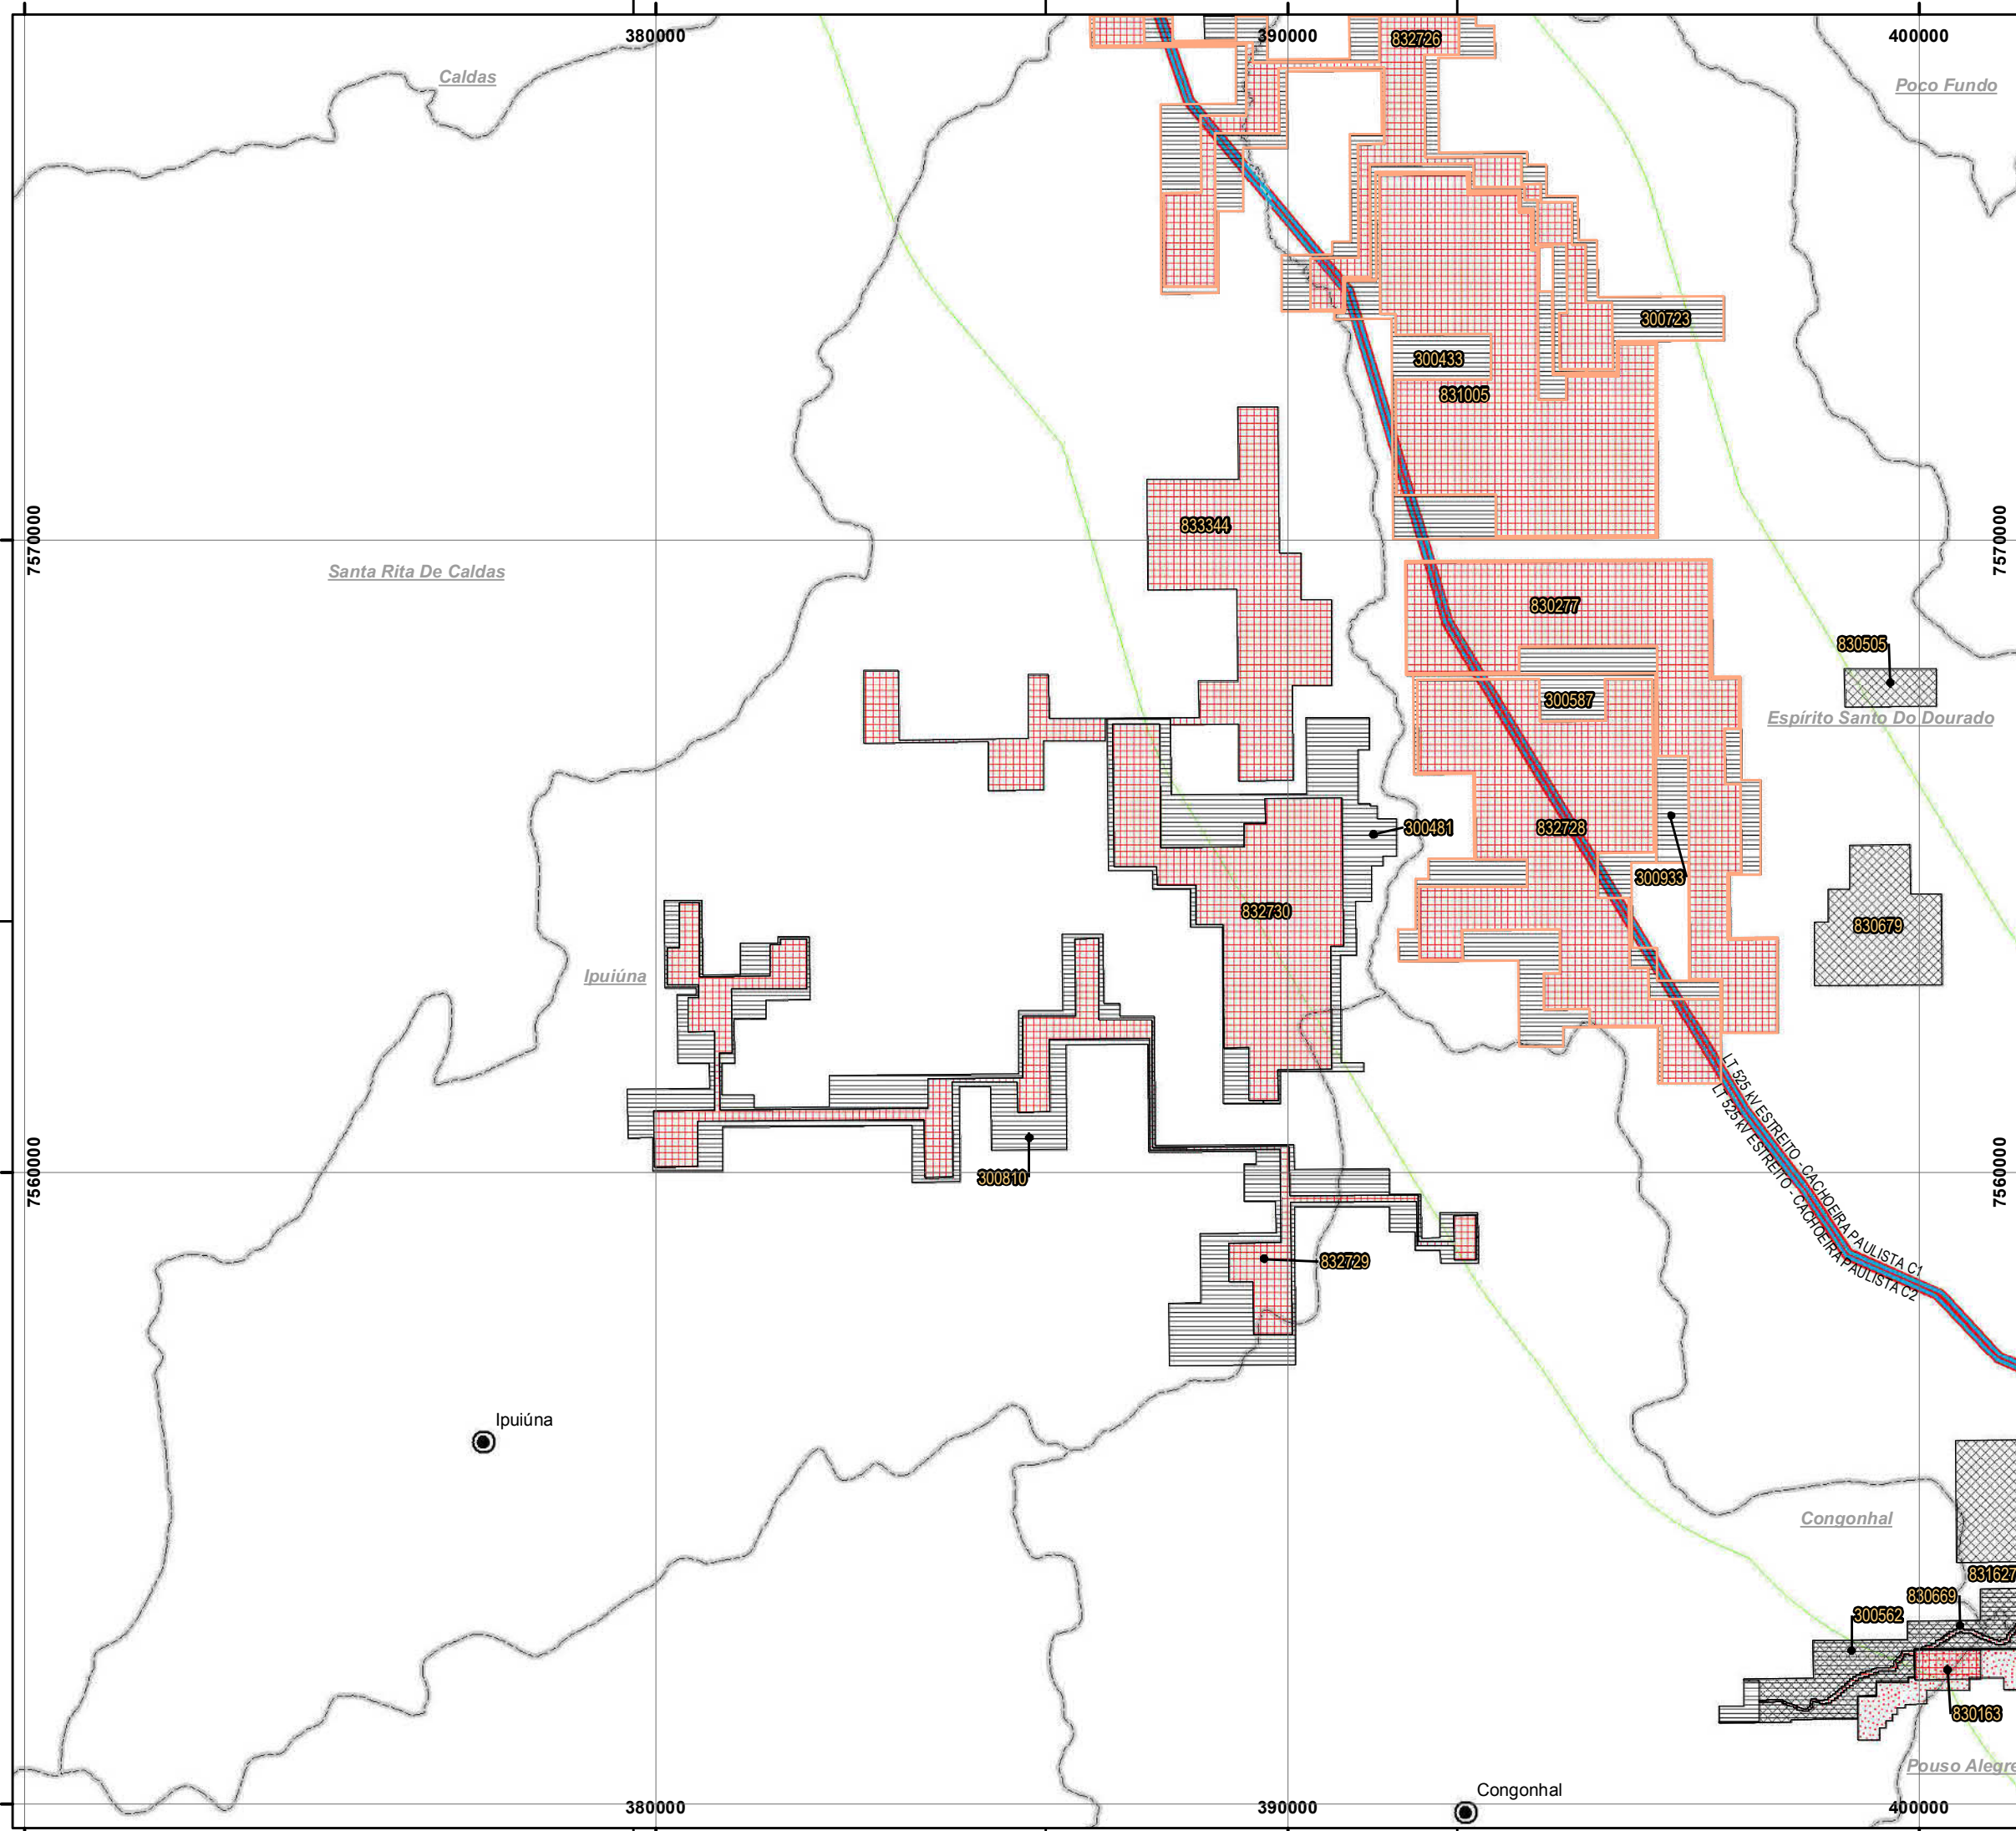 380000
390000
400000
832726
Caldas
Poco Fundo
300723
300433
831005
7570000
833344
7570000
Santa Rita De Caldas
830277
830505
300587
Espírito Santo Do Dourado
300481
832728
300933
832730
830679
Ipuiúna
LT 525 kV ESTREITO - CACHOEIRA PAULISTA C1
LT 525 kV ESTREITO - CACHOEIRA PAULISTA C2
7560000
7560000
300810
832729
Ipuiúna
Congonhal
831627
830669
300562
830163
Pouso Alegre
Congonhal
380000
390000
400000